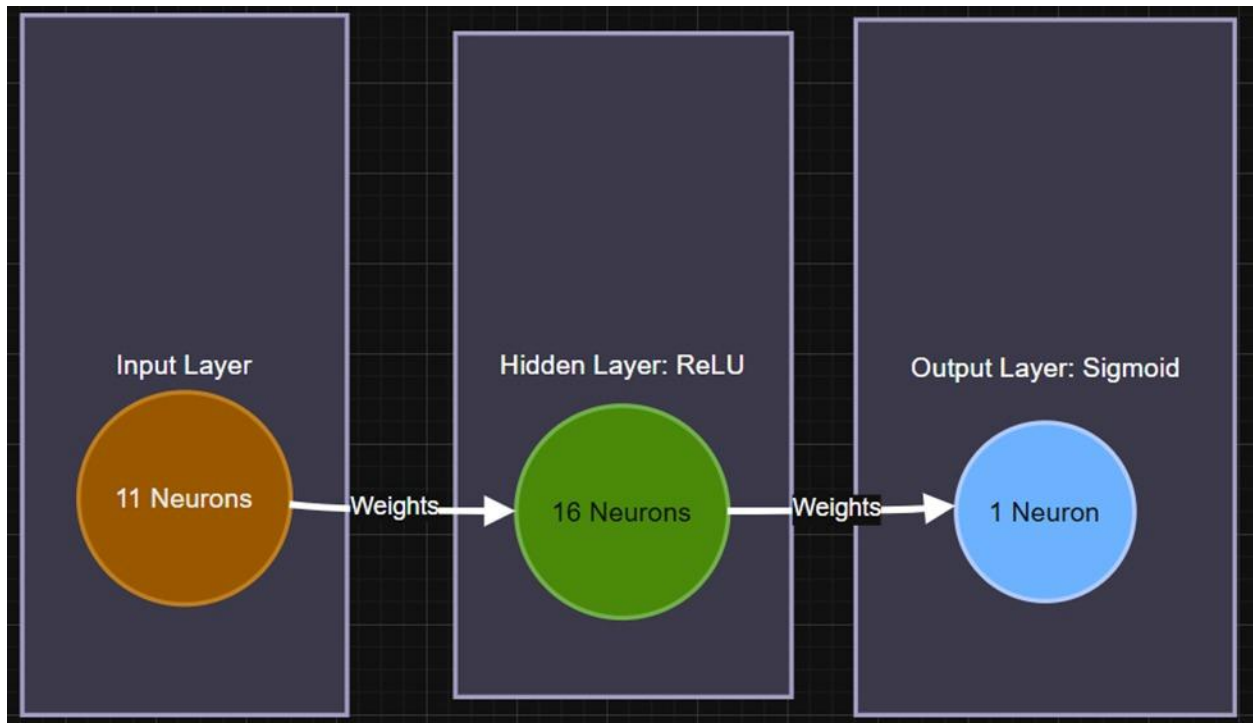 Input Layer
11 Neurons
Weights
Hidden Layer: ReLU
16 Neurons
Weights
Output Layer: Sigmoid
1 Neuron